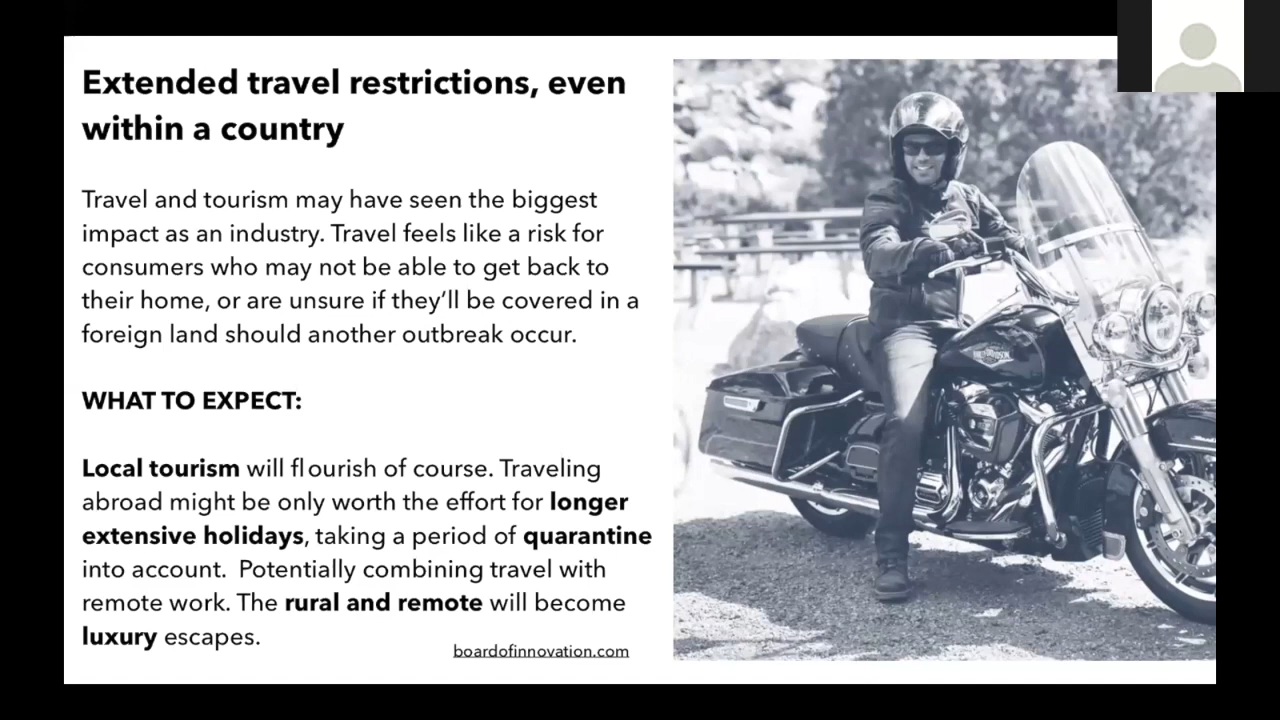 Extended travel restrictions, even
within a country
Travel and tourism may have seen the biggest
impact as an industry. Travel feels like a risk for
consumers who may not be able to get back to
their home, or are unsure if they’ll be covered in a
foreign land should another outbreak occur.
WHAT TO EXPECT:
Local tourism will flourish of course. Traveling
abroad might be only worth the effort for longer
extensive holidays, taking a period of quarantine
into account. Potentially combining travel with
remote work. The rural and remote will become
luxury escapes.
boardofinnovation.com